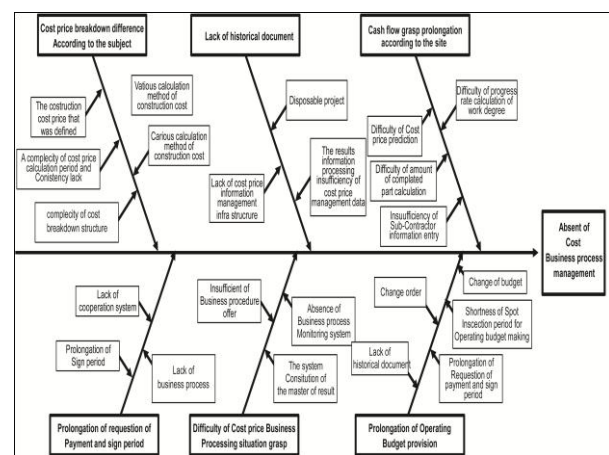 Cost price breakdown difference
According to the subject
Lack of historical document
Cash flow grasp prolongation
according to the site
Vatious calculation
method of
construction cost
The costruction
cost price that
was defined
Carious calculation
method of
construction cost
A complecity of cost price
calculation period and
Conistency lack
complecity of cost
breakdown structure
Disposable project
The results
information
processing
insufficiency of
cost price
management data
Lack of cost price
information
management
infra strucrure
Difficulty of progress
rate calculation of
work degree
Difficulty of Cost
price prediction
Difficulty of amount
of complated
part calculation
Insuufficiency of
Sub-Contractor
information entry
Absent of
Cost
Business process
management
Lack of
cooperation system
Prolongation of
Sign period
Lack of
business process
Insufficient of
Business procedure
offer
Absence of
Business process
Monitoring system
The system
Consitution of
the master of result
Change of budget
Change order
Shortness of Spot
Inscection period for
Operating budget making
Lack of
historical document
Prolongation of
Requestion of
payment and sign
period
Prolongation of requestion of
Payment and sign period
Difficulty of Cost price Business
Processing situation grasp
Prolongation of Operating
Budget provision